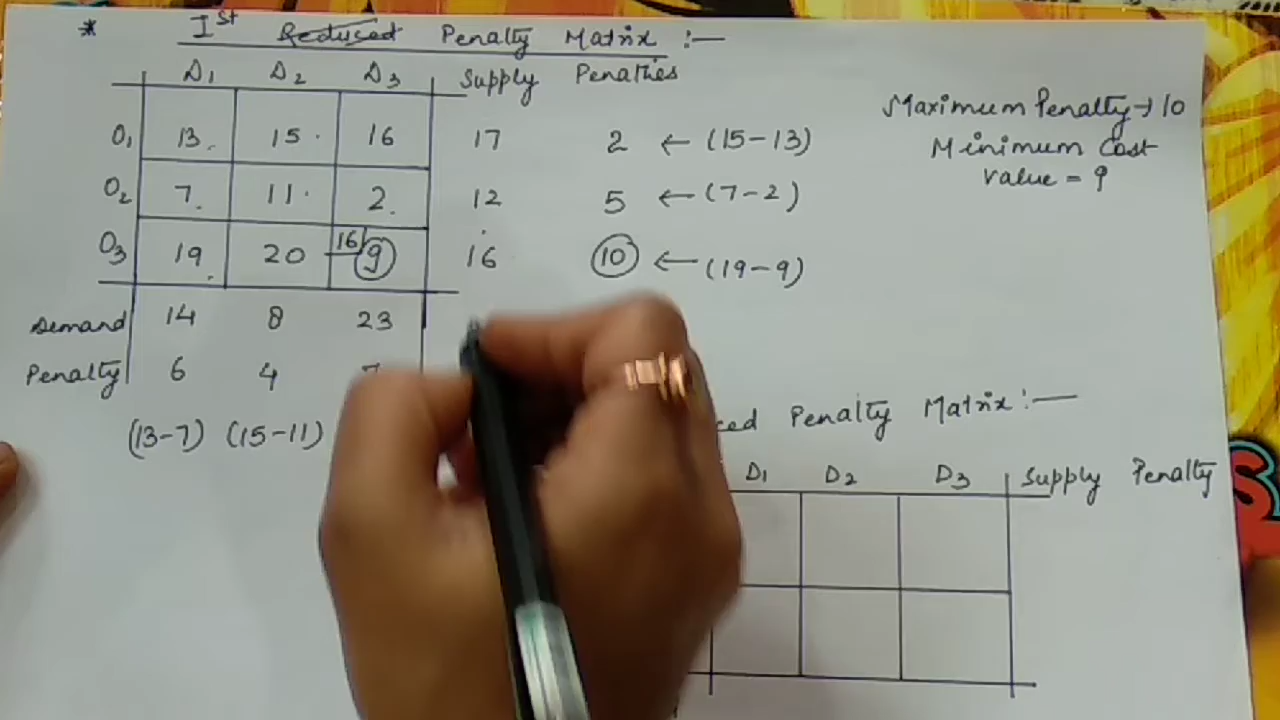 * Ist Reduced Penalty Matrix :—
D1 D2 D3 Supply Penalties
O1 13 15 16 17 2 ← (15-13)
O2 7 11 2 12 5 ← (7-2)
O3 19 20 16 9 16 10 ← (19-9)
Demand 14 8 23
Penalty 6 4
(13-7) (15-11)
Maximum Penalty → 10
Minimum Cost
value = 9
Penalty Matrix :—
D1 D2 D3 Supply Penalty